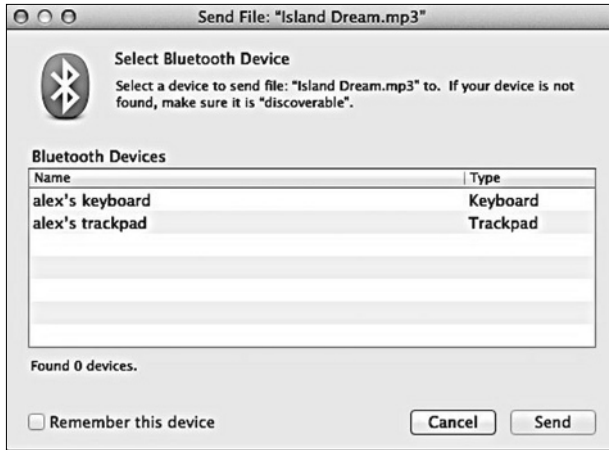 Send File: "Island Dream.mp3"
Select Bluetooth Device
Select a device to send file: "Island Dream.mp3" to. If your device is not
found, make sure it is "discoverable".
Bluetooth Devices
Name Type
alex's keyboard Keyboard
alex's trackpad Trackpad
Found 0 devices.
Remember this device Cancel Send